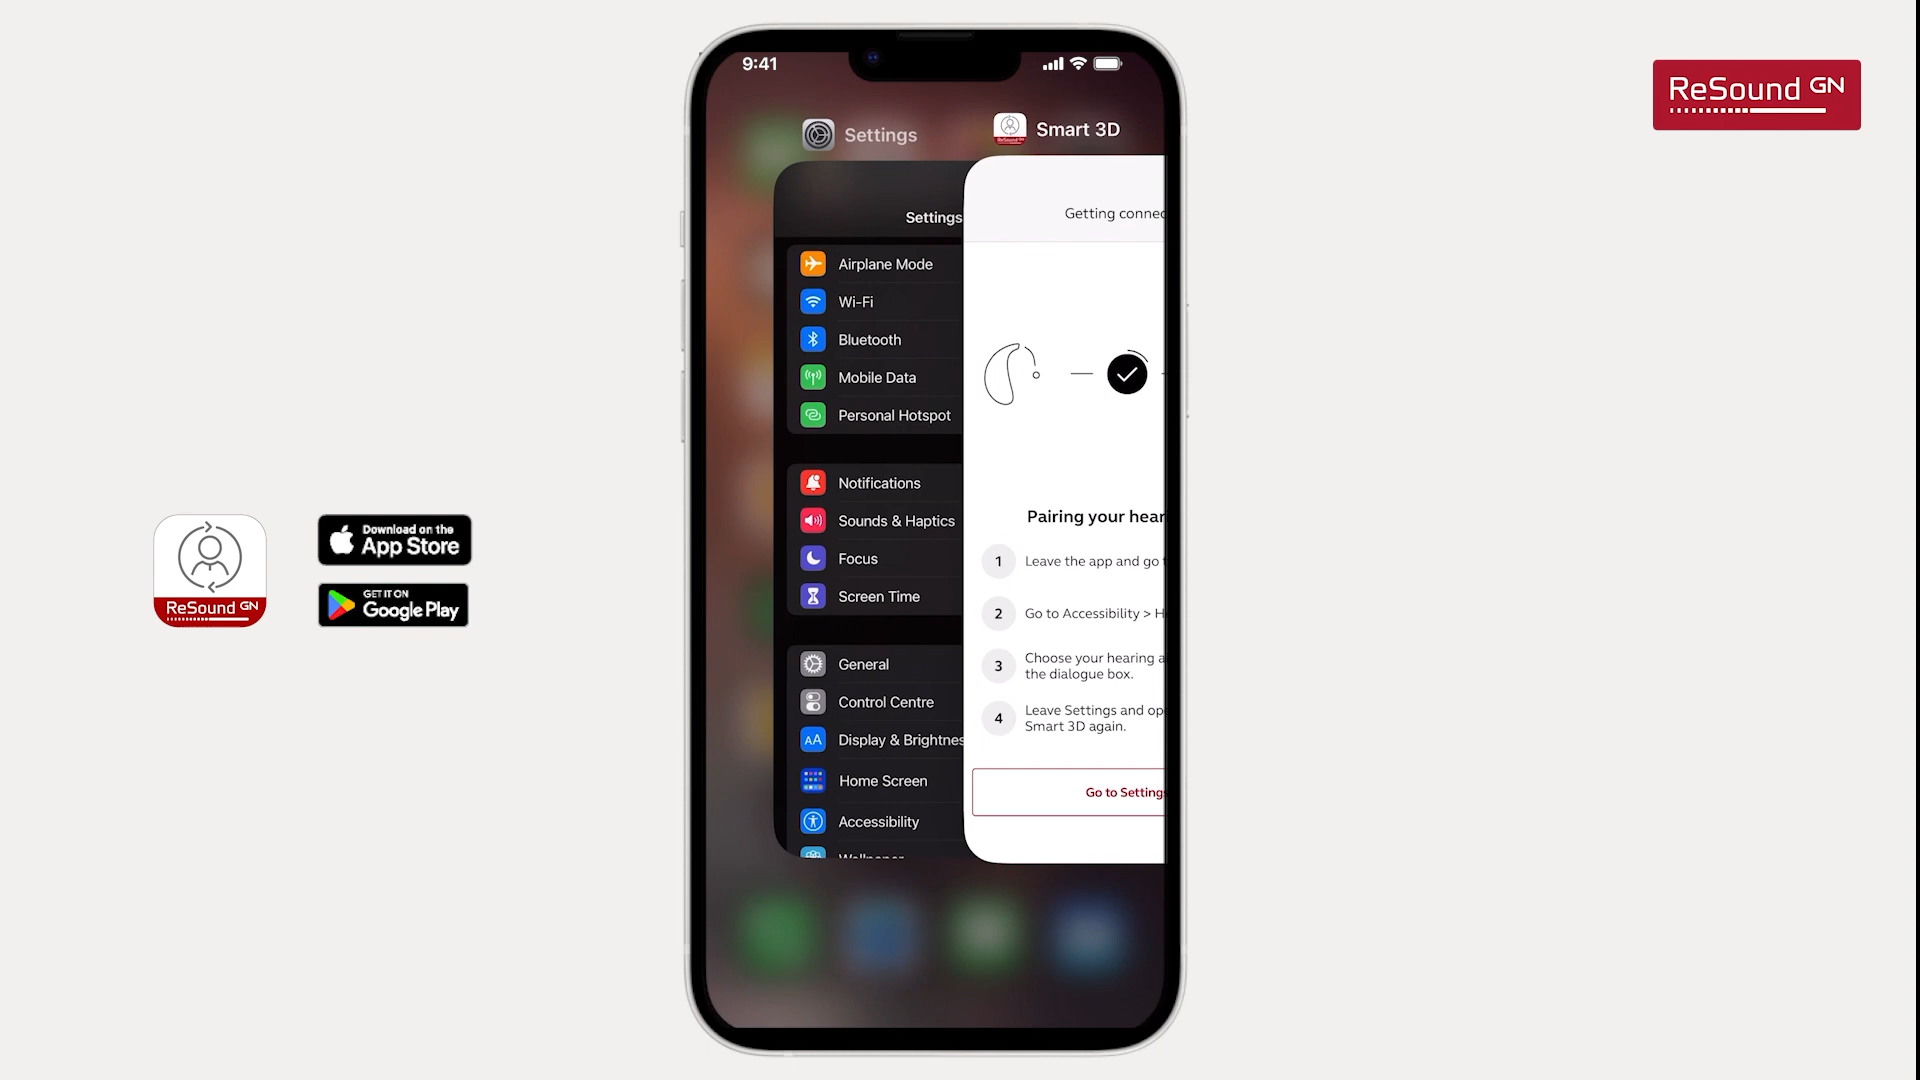 9:41
ReSound GN
Settings
Smart 3D
Settings
Airplane Mode
Wi-Fi
Bluetooth
Mobile Data
Personal Hotspot
Notifications
Sounds & Haptics
Focus
Screen Time
General
Control Centre
AA
Display & Brightnes
Home Screen
Accessibility
Getting connec
Pairing your hear
1
Leave the app and go
2
Go to Accessibility >
3
Choose your hearing
the dialogue box.
4
Leave Settings and
Smart 3D again.
Go to Settings
ReSound GN
Download on the
App Store
GET IT ON
Google Play